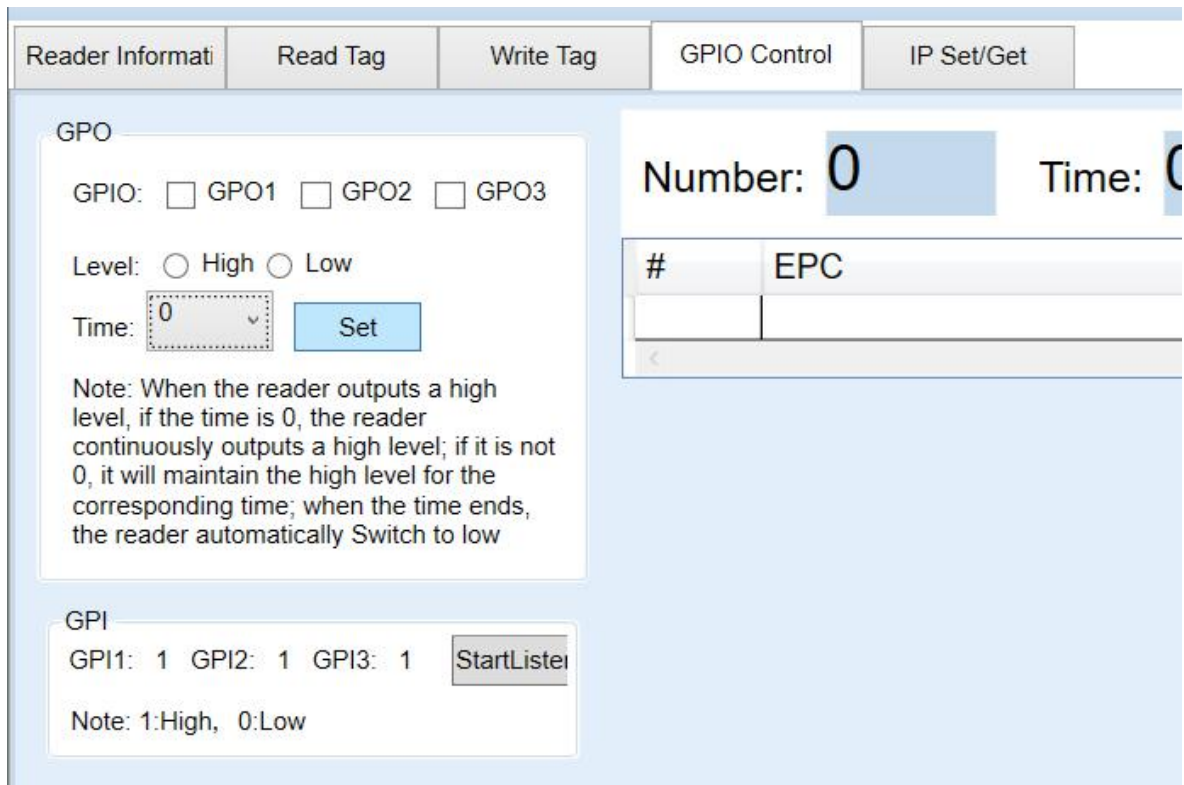 Reader Informati Read Tag Write Tag GPIO Control IP Set/Get
GPO
GPIO: GPO1 GPO2 GPO3
Level: High Low
Time: 0 Set
Note: When the reader outputs a high
level, if the time is 0, the reader
continuously outputs a high level; if it is not
0, it will maintain the high level for the
corresponding time; when the time ends,
the reader automatically Switch to low
GPI
GPI1: 1 GPI2: 1 GPI3: 1 StartListe
Note: 1:High, 0:Low
Number: 0 Time: 0
# EPC